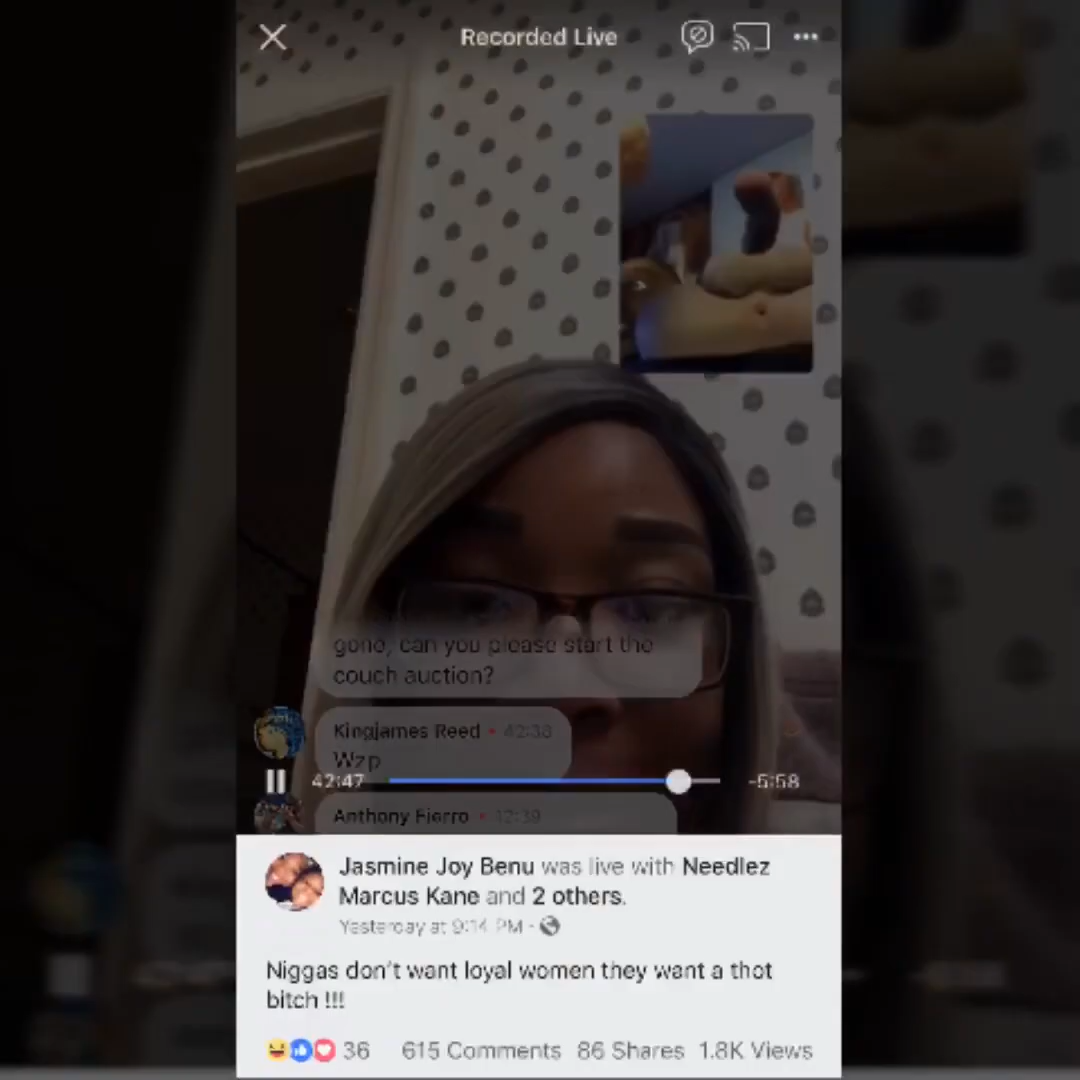 Recorded Live
gone, can you please start the
couch auction?
Kingjames Reed • 42:38
Wzp
42:47
-5:58
Anthony Fierro • 42:39
Jasmine Joy Benu was live with Needlez
Marcus Kane and 2 others.
Yesterday at 9:14 PM ·
Niggas don't want loyal women they want a thot
bitch !!!
36 615 Comments 86 Shares 1.8K Views